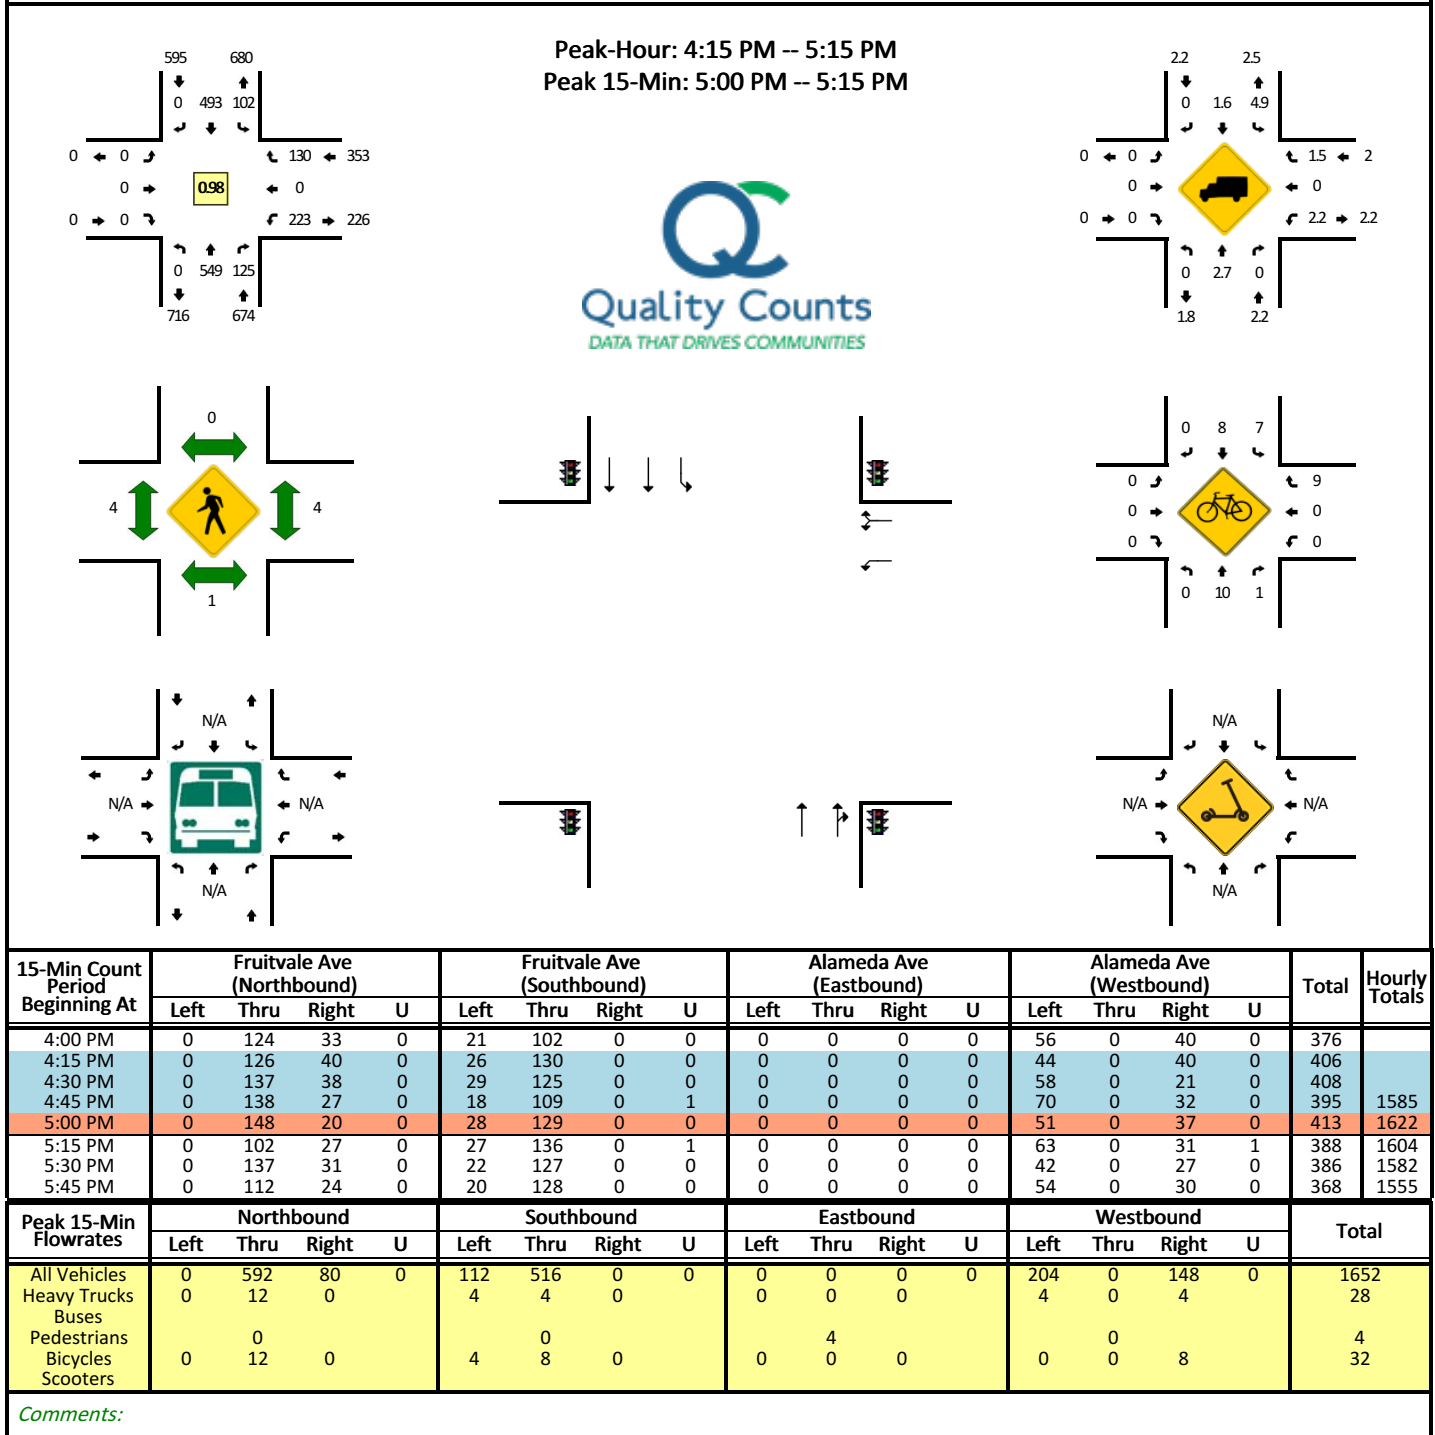 Peak-Hour: 4:15 PM -- 5:15 PM
Peak 15-Min: 5:00 PM -- 5:15 PM
595 680
0 493 102
0 0 130 353
0 0.98 0
0 0 223 226
0 549 125
716 674
Quality Counts
DATA THAT DRIVES COMMUNITIES
2.2 2.5
0 1.6 4.9
0 0 1.5 2
0 0
0 0 2.2 2.2
0 2.7 0
1.8 2.2
0
4 4
1
0 8 7
0 9
0 0
0 0
0 10 1
N/A
N/A N/A
N/A
N/A
N/A N/A
N/A
15-Min Count Period Beginning At Fruitvale Ave (Northbound) Fruitvale Ave (Southbound) Alameda Ave (Eastbound) Alameda Ave (Westbound) Total Hourly Totals
Left Thru Right U Left Thru Right U Left Thru Right U Left Thru Right U
4:00 PM 0 124 33 0 21 102 0 0 0 0 0 0 56 0 40 0 376
4:15 PM 0 126 40 0 26 130 0 0 0 0 0 0 44 0 40 0 406
4:30 PM 0 137 38 0 29 125 0 0 0 0 0 0 58 0 21 0 408
4:45 PM 0 138 27 0 18 109 0 1 0 0 0 0 70 0 32 0 395 1585
5:00 PM 0 148 20 0 28 129 0 0 0 0 0 0 51 0 37 0 413 1622
5:15 PM 0 102 27 0 27 136 0 1 0 0 0 0 63 0 31 1 388 1604
5:30 PM 0 137 31 0 22 127 0 0 0 0 0 0 42 0 27 0 386 1582
5:45 PM 0 112 24 0 20 128 0 0 0 0 0 0 54 0 30 0 368 1555
Peak 15-Min Flowrates Northbound Southbound Eastbound Westbound Total
Left Thru Right U Left Thru Right U Left Thru Right U Left Thru Right U
All Vehicles 0 592 80 0 112 516 0 0 0 0 0 0 204 0 148 0 1652
Heavy Trucks 0 12 0 4 4 0 0 0 0 4 0 4 28
Buses
Pedestrians 0 0 4 0 4
Bicycles 0 12 0 4 8 0 0 0 0 0 0 8 32
Scooters
Comments: